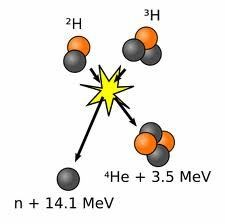 ²H
³H
⁴He + 3.5 MeV
n + 14.1 MeV